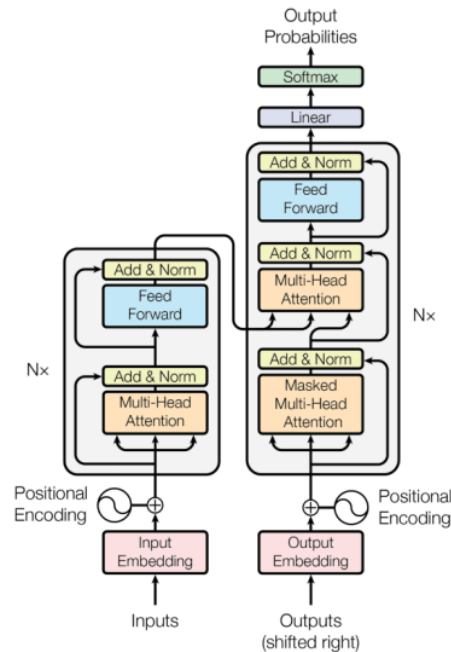 Output
Probabilities
Softmax
Linear
Add & Norm
Feed
Forward
Add & Norm
Multi-Head
Attention
Add & Norm
Masked
Multi-Head
Attention
N×
Positional
Encoding
Output
Embedding
Outputs
(shifted right)
Add & Norm
Feed
Forward
Add & Norm
Multi-Head
Attention
N×
Positional
Encoding
Input
Embedding
Inputs